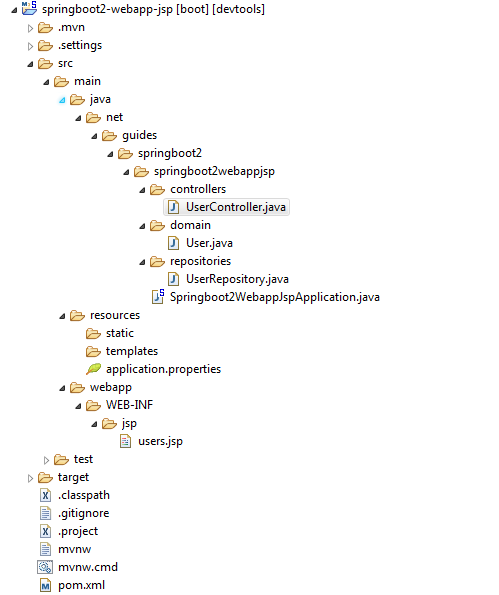 springboot2-webapp-jsp [boot] [devtools]
.mvn
.settings
src
main
java
net
guides
springboot2
springboot2webappjsp
controllers
UserController.java
domain
User.java
repositories
UserRepository.java
Springboot2WebappJspApplication.java
resources
static
templates
application.properties
webapp
WEB-INF
jsp
users.jsp
test
target
.classpath
.gitignore
.project
mvnw
mvnw.cmd
pom.xml